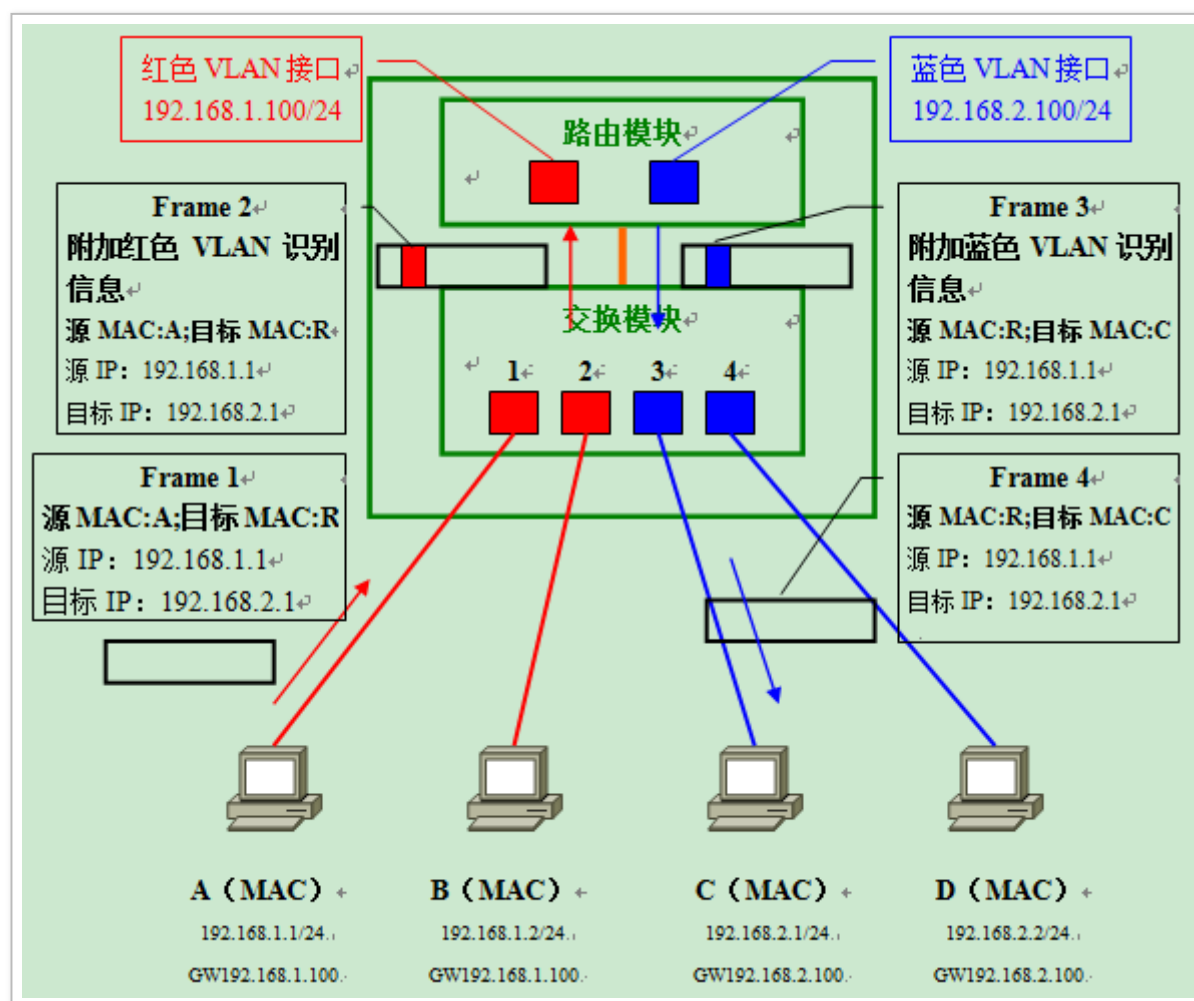 红色 VLAN 接口
192.168.1.100/24
蓝色 VLAN 接口
192.168.2.100/24
路由模块
Frame 2
附加红色 VLAN 识别
信息
源 MAC:A;目标 MAC:R
源 IP：192.168.1.1
目标 IP：192.168.2.1
Frame 3
附加蓝色 VLAN 识别
信息
源 MAC:R;目标 MAC:C
源 IP：192.168.1.1
目标 IP：192.168.2.1
交换模块
1 2 3 4
Frame 1
源 MAC:A;目标 MAC:R
源 IP：192.168.1.1
目标 IP：192.168.2.1
Frame 4
源 MAC:R;目标 MAC:C
源 IP：192.168.1.1
目标 IP：192.168.2.1
A（MAC）
192.168.1.1/24.
GW192.168.1.100.
B（MAC）
192.168.1.2/24.
GW192.168.1.100.
C（MAC）
192.168.2.1/24.
GW192.168.2.100.
D（MAC）
192.168.2.2/24.
GW192.168.2.100.